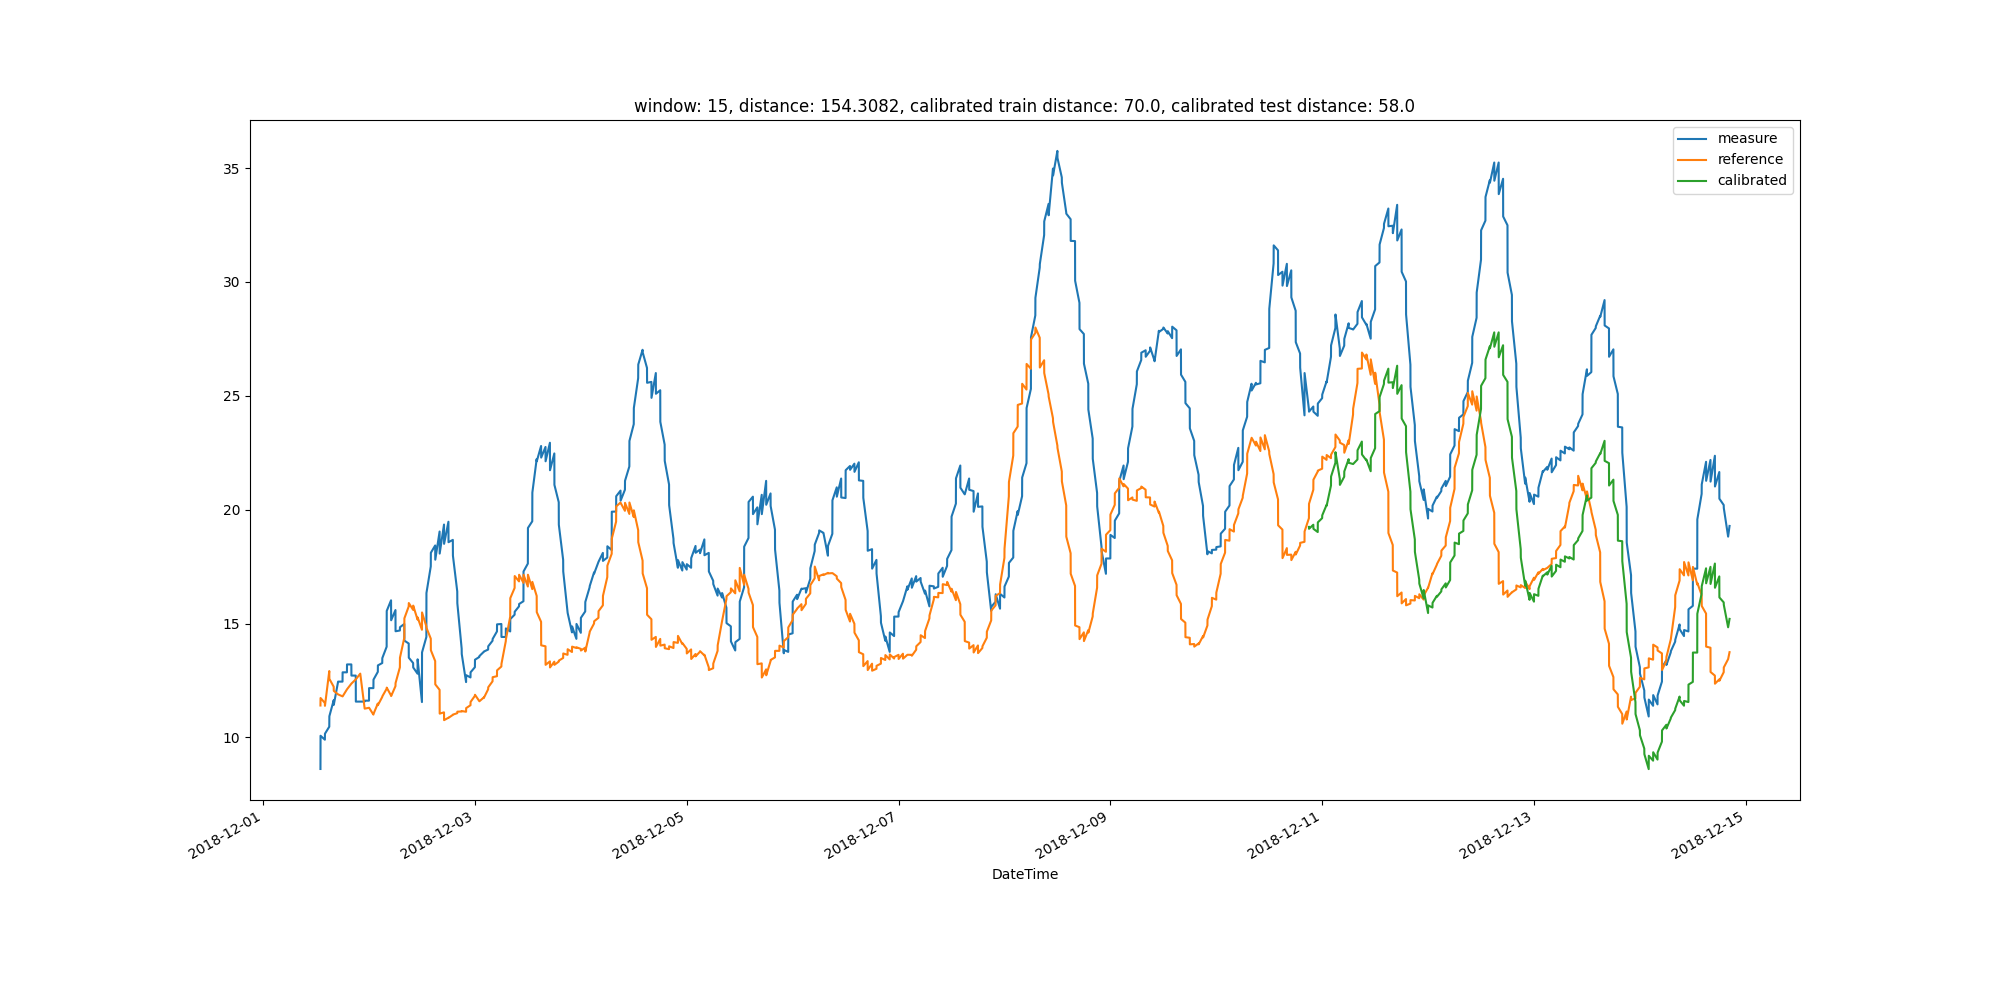 window: 15, distance: 154.3082, calibrated train distance: 70.0, calibrated test distance: 58.0
measure
reference
calibrated
35
30
25
20
15
10
2018-12-01
2018-12-03
2018-12-05
2018-12-07
2018-12-09
2018-12-11
2018-12-13
2018-12-15
DateTime